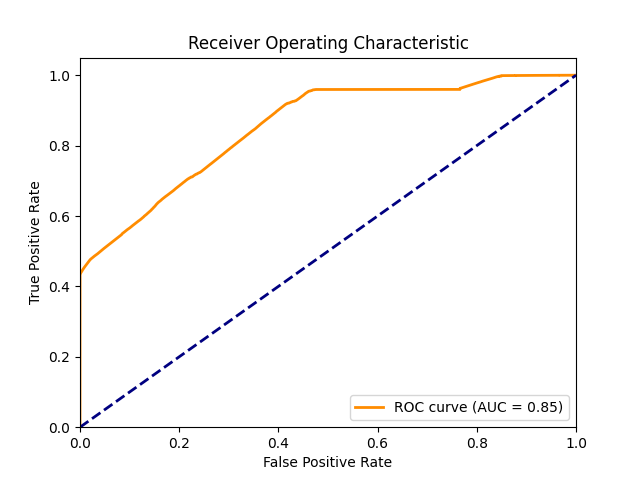 Receiver Operating Characteristic
True Positive Rate
1.0
0.8
0.6
0.4
0.2
0.0
0.0 0.2 0.4 0.6 0.8 1.0
False Positive Rate
ROC curve (AUC = 0.85)